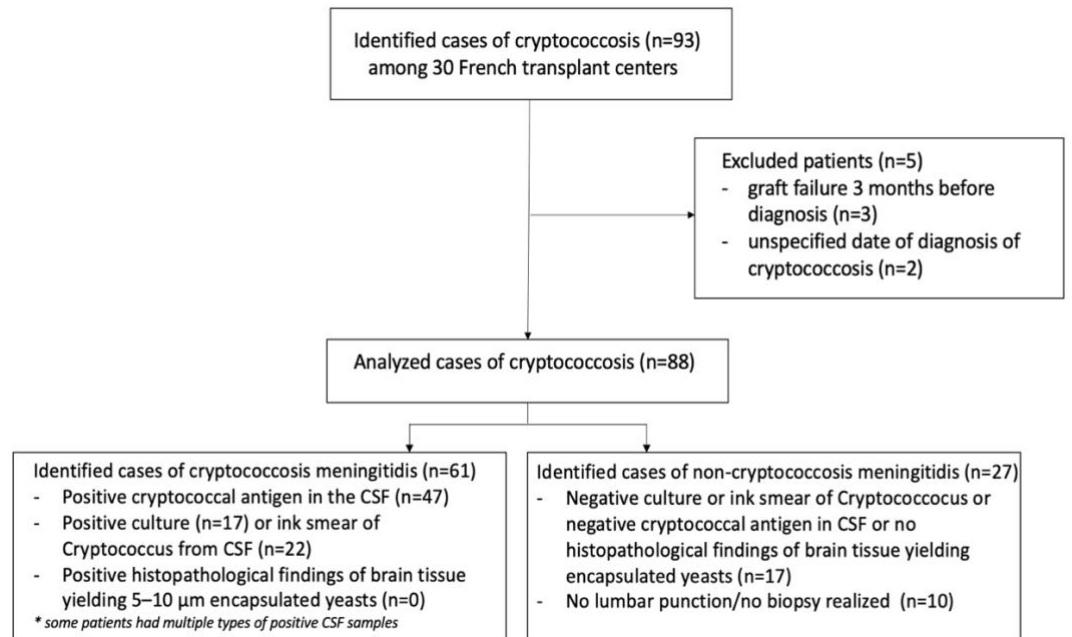 Identified cases of cryptococcosis (n=93)
among 30 French transplant centers
Excluded patients (n=5)
- graft failure 3 months before
diagnosis (n=3)
- unspecified date of diagnosis of
cryptococcosis (n=2)
Analyzed cases of cryptococcosis (n=88)
Identified cases of cryptococcosis meningitidis (n=61)
- Positive cryptococcal antigen in the CSF (n=47)
- Positive culture (n=17) or ink smear of
Cryptococcus from CSF (n=22)
- Positive histopathological findings of brain tissue
yielding 5–10 μm encapsulated yeasts (n=0)
* some patients had multiple types of positive CSF samples
Identified cases of non-cryptococcosis meningitidis (n=27)
- Negative culture or ink smear of Cryptococcocus or
negative cryptococcal antigen in CSF or no
histopathological findings of brain tissue yielding
encapsulated yeasts (n=17)
- No lumbar punction/no biopsy realized (n=10)